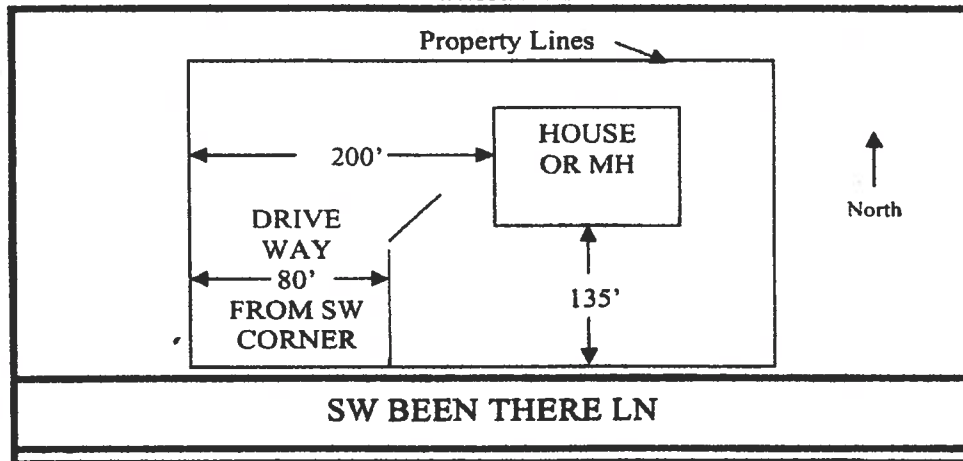 Property Lines
HOUSE
OR MH
200’
North
DRIVE
WAY
80’
FROM SW
CORNER
135’
SW BEEN THERE LN